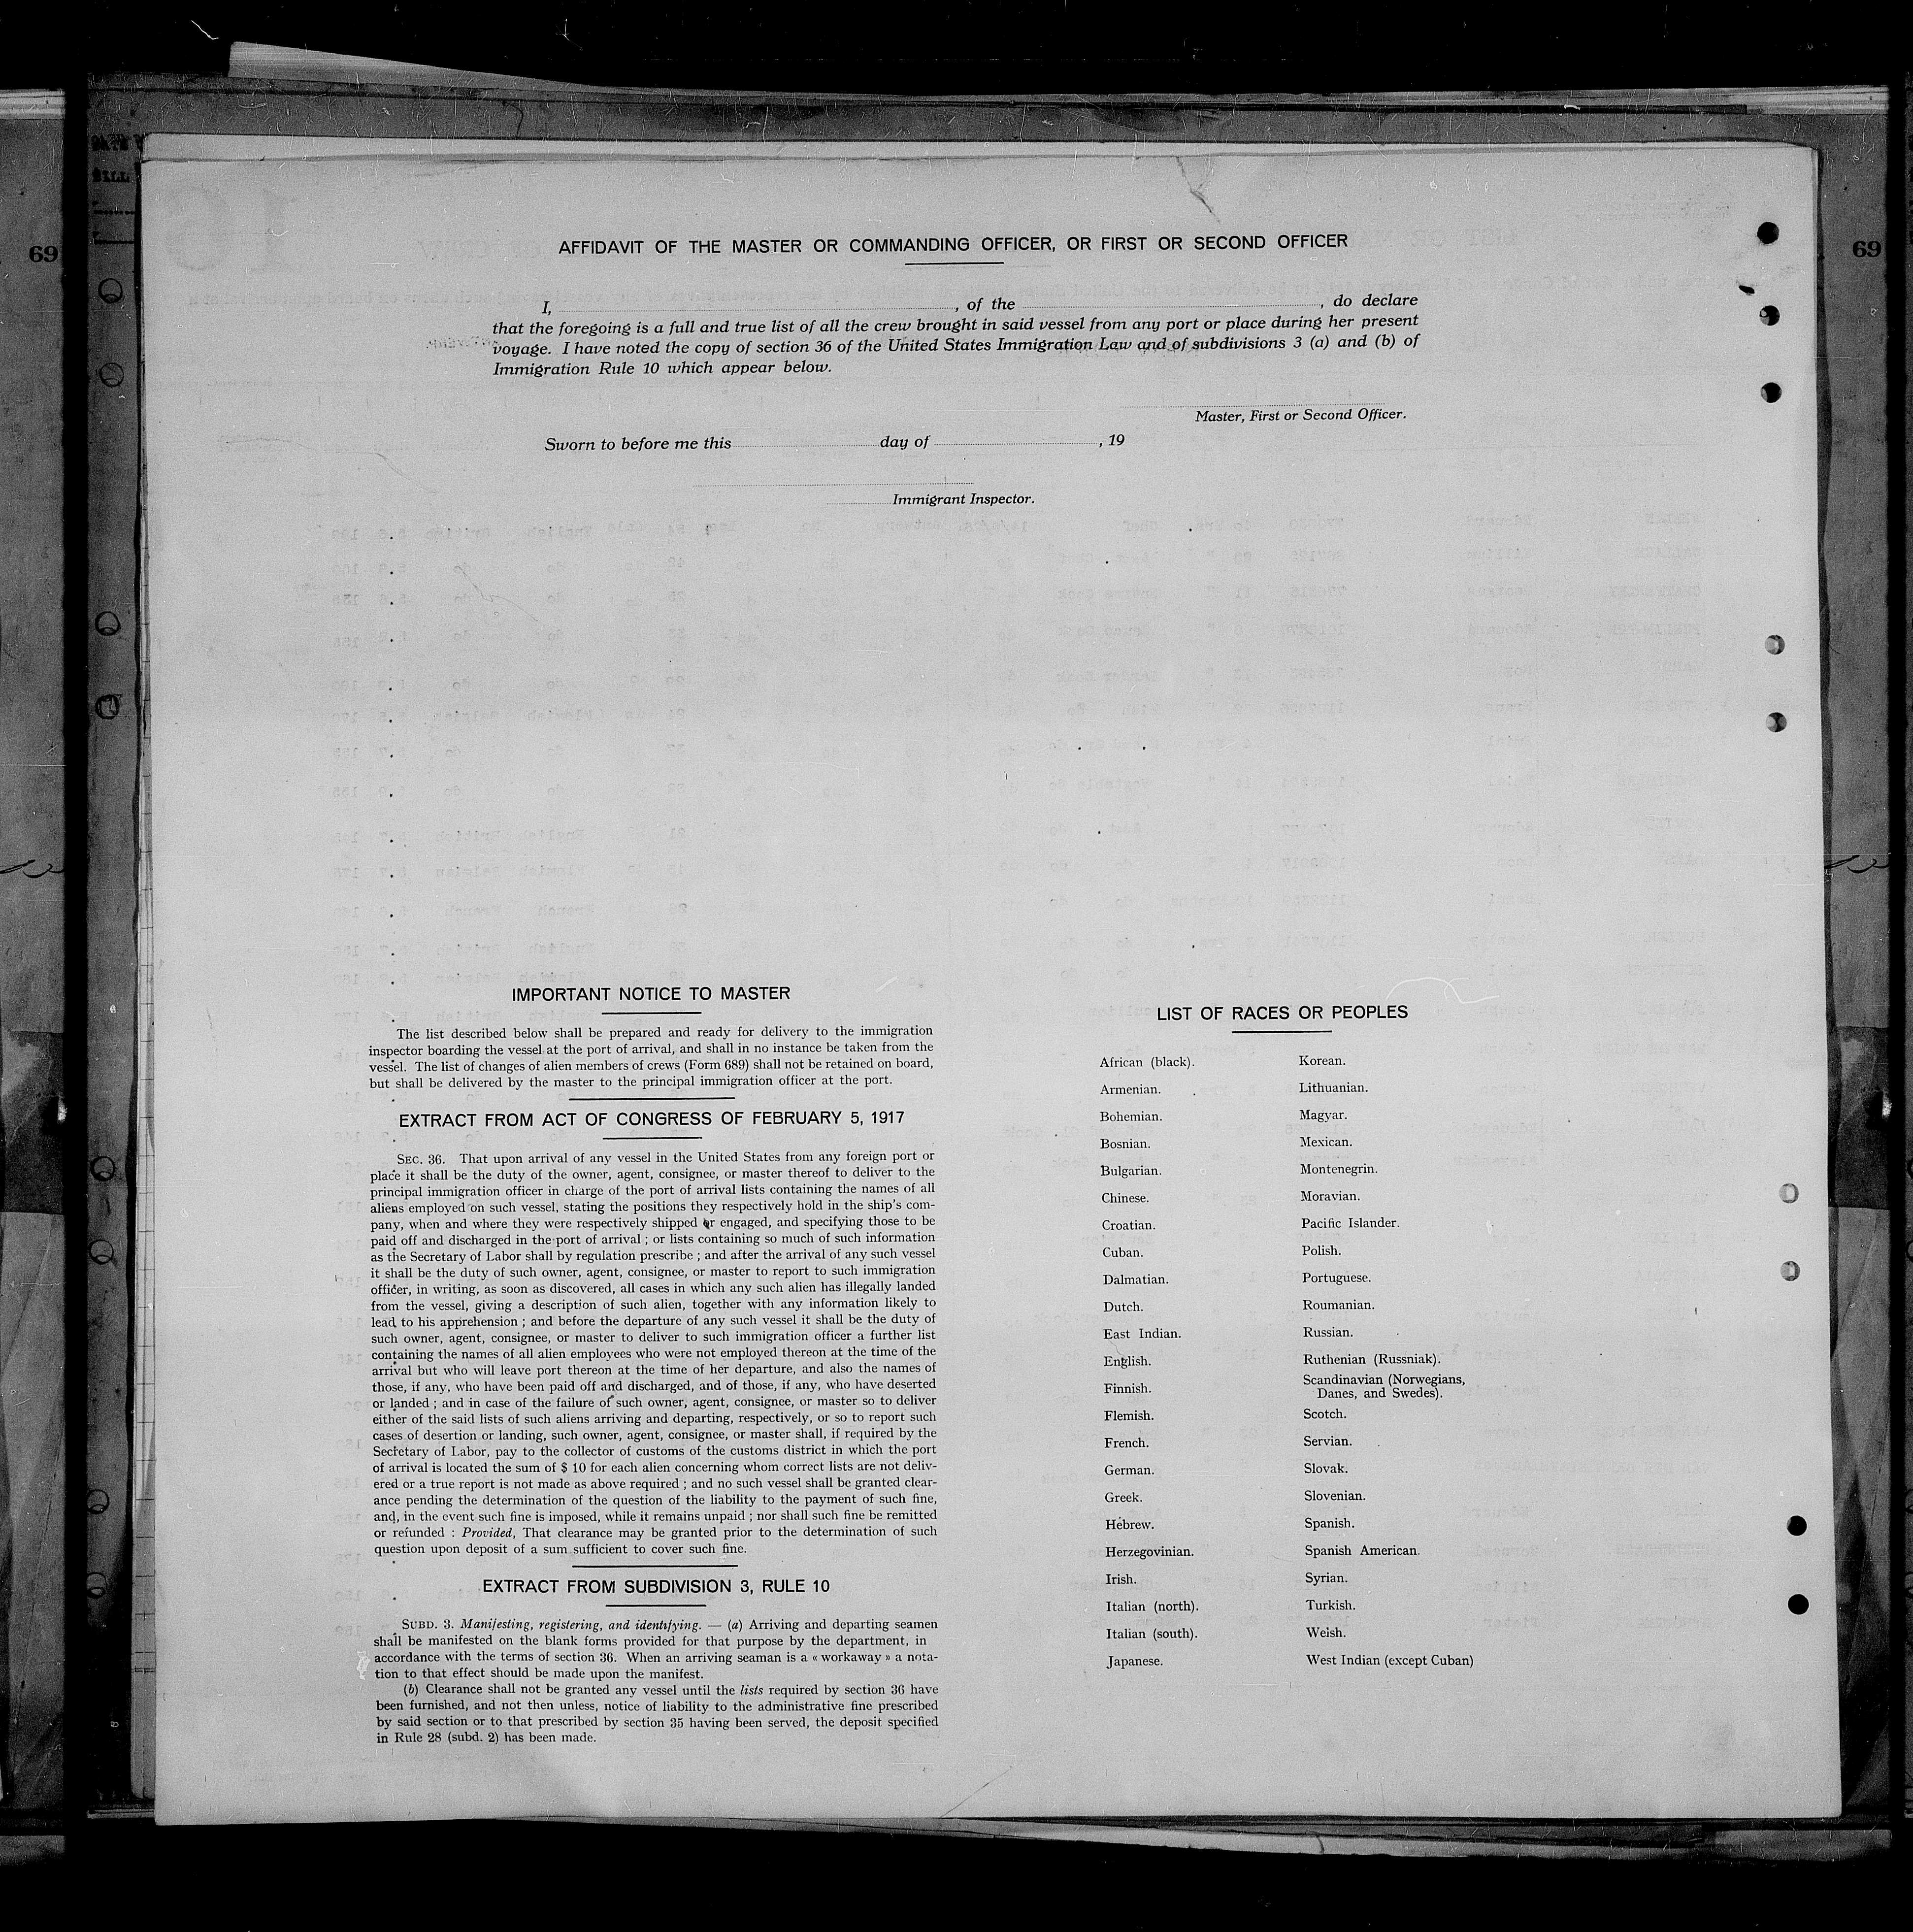 69
69
AFFIDAVIT OF THE MASTER OR COMMANDING OFFICER, OR FIRST OR SECOND OFFICER
I, , of the , do declare
that the foregoing is a full and true list of all the crew brought in said vessel from any port or place during her present
voyage. I have noted the copy of section 36 of the United States Immigration Law and of subdivisions 3 (a) and (b) of
Immigration Rule 10 which appear below.
Master, First or Second Officer.
Sworn to before me this day of , 19
Immigrant Inspector.
IMPORTANT NOTICE TO MASTER
The list described below shall be prepared and ready for delivery to the immigration
inspector boarding the vessel at the port of arrival, and shall in no instance be taken from the
vessel. The list of changes of alien members of crews (Form 689) shall not be retained on board,
but shall be delivered by the master to the principal immigration officer at the port.
EXTRACT FROM ACT OF CONGRESS OF FEBRUARY 5, 1917
SEC. 36. That upon arrival of any vessel in the United States from any foreign port or
place it shall be the duty of the owner, agent, consignee, or master thereof to deliver to the
principal immigration officer in charge of the port of arrival lists containing the names of all
aliens employed on such vessel, stating the positions they respectively hold in the ship's com-
pany, when and where they were respectively shipped or engaged, and specifying those to be
paid off and discharged in the port of arrival ; or lists containing so much of such information
as the Secretary of Labor shall by regulation prescribe ; and after the arrival of any such vessel
it shall be the duty of such owner, agent, consignee, or master to report to such immigration
officer, in writing, as soon as discovered, all cases in which any such alien has illegally landed
from the vessel, giving a description of such alien, together with any information likely to
lead to his apprehension ; and before the departure of any such vessel it shall be the duty of
such owner, agent, consignee, or master to deliver to such immigration officer a further list
containing the names of all alien employees who were not employed thereon at the time of the
arrival but who will leave port thereon at the time of her departure, and also the names of
those, if any, who have been paid off and discharged, and of those, if any, who have deserted
or landed ; and in case of the failure of such owner, agent, consignee, or master so to deliver
either of the said lists of such aliens arriving and departing, respectively, or so to report such
cases of desertion or landing, such owner, agent, consignee, or master shall, if required by the
Secretary of Labor, pay to the collector of customs of the customs district in which the port
of arrival is located the sum of $ 10 for each alien concerning whom correct lists are not deliv-
ered or a true report is not made as above required ; and no such vessel shall be granted clear-
ance pending the determination of the question of the liability to the payment of such fine,
and, in the event such fine is imposed, while it remains unpaid ; nor shall such fine be remitted
or refunded : Provided, That clearance may be granted prior to the determination of such
question upon deposit of a sum sufficient to cover such fine.
EXTRACT FROM SUBDIVISION 3, RULE 10
SUBD. 3. Manifesting, registering, and identifying. — (a) Arriving and departing seamen
shall be manifested on the blank forms provided for that purpose by the department, in
accordance with the terms of section 36. When an arriving seaman is a « workaway » a nota-
tion to that effect should be made upon the manifest.
(b) Clearance shall not be granted any vessel until the lists required by section 36 have
been furnished, and not then unless, notice of liability to the administrative fine prescribed
by said section or to that prescribed by section 35 having been served, the deposit specified
in Rule 28 (subd. 2) has been made.
LIST OF RACES OR PEOPLES
African (black).
Armenian.
Bohemian.
Bosnian.
Bulgarian.
Chinese.
Croatian.
Cuban.
Dalmatian.
Dutch.
East Indian.
English.
Finnish.
Flemish.
French.
German.
Greek.
Hebrew.
Herzegovinian.
Irish.
Italian (north).
Italian (south).
Japanese.
Korean.
Lithuanian.
Magyar.
Mexican.
Montenegrin.
Moravian.
Pacific Islander.
Polish.
Portuguese.
Roumanian.
Russian.
Ruthenian (Russniak).
Scandinavian (Norwegians,
Danes, and Swedes).
Scotch.
Servian.
Slovak.
Slovenian.
Spanish.
Spanish American.
Syrian.
Turkish.
Welsh.
West Indian (except Cuban)